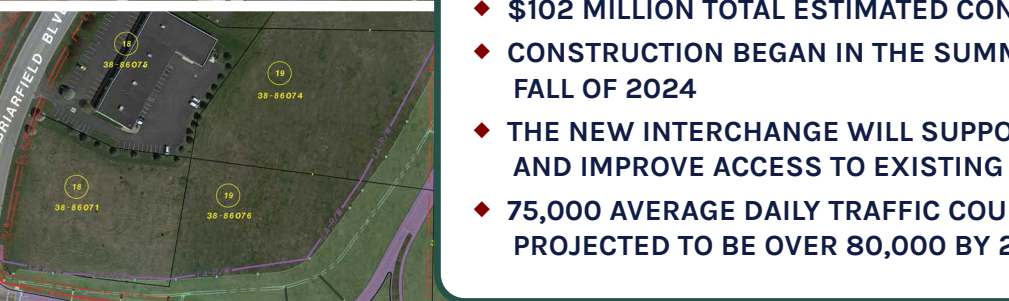 BRIARFIELD BLV
18
38-86075
19
38-86074
18
38-86071
19
38-86076
$102 MILLION TOTAL ESTIMATED CON
CONSTRUCTION BEGAN IN THE SUMM
FALL OF 2024
THE NEW INTERCHANGE WILL SUPPO
AND IMPROVE ACCESS TO EXISTING
75,000 AVERAGE DAILY TRAFFIC COU
PROJECTED TO BE OVER 80,000 BY 2